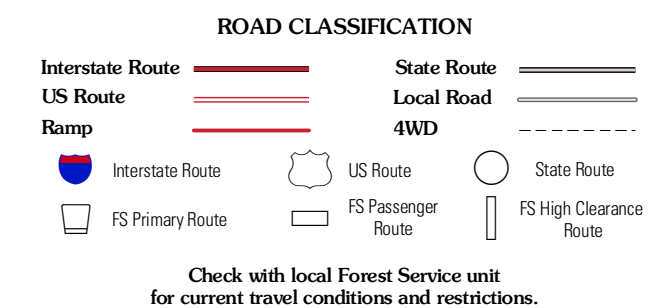 ROAD CLASSIFICATION
Interstate Route
State Route
US Route
Local Road
Ramp
4WD
Interstate Route
US Route
State Route
FS Primary Route
FS Passenger
Route
FS High Clearance
Route
Check with local Forest Service unit
for current travel conditions and restrictions.